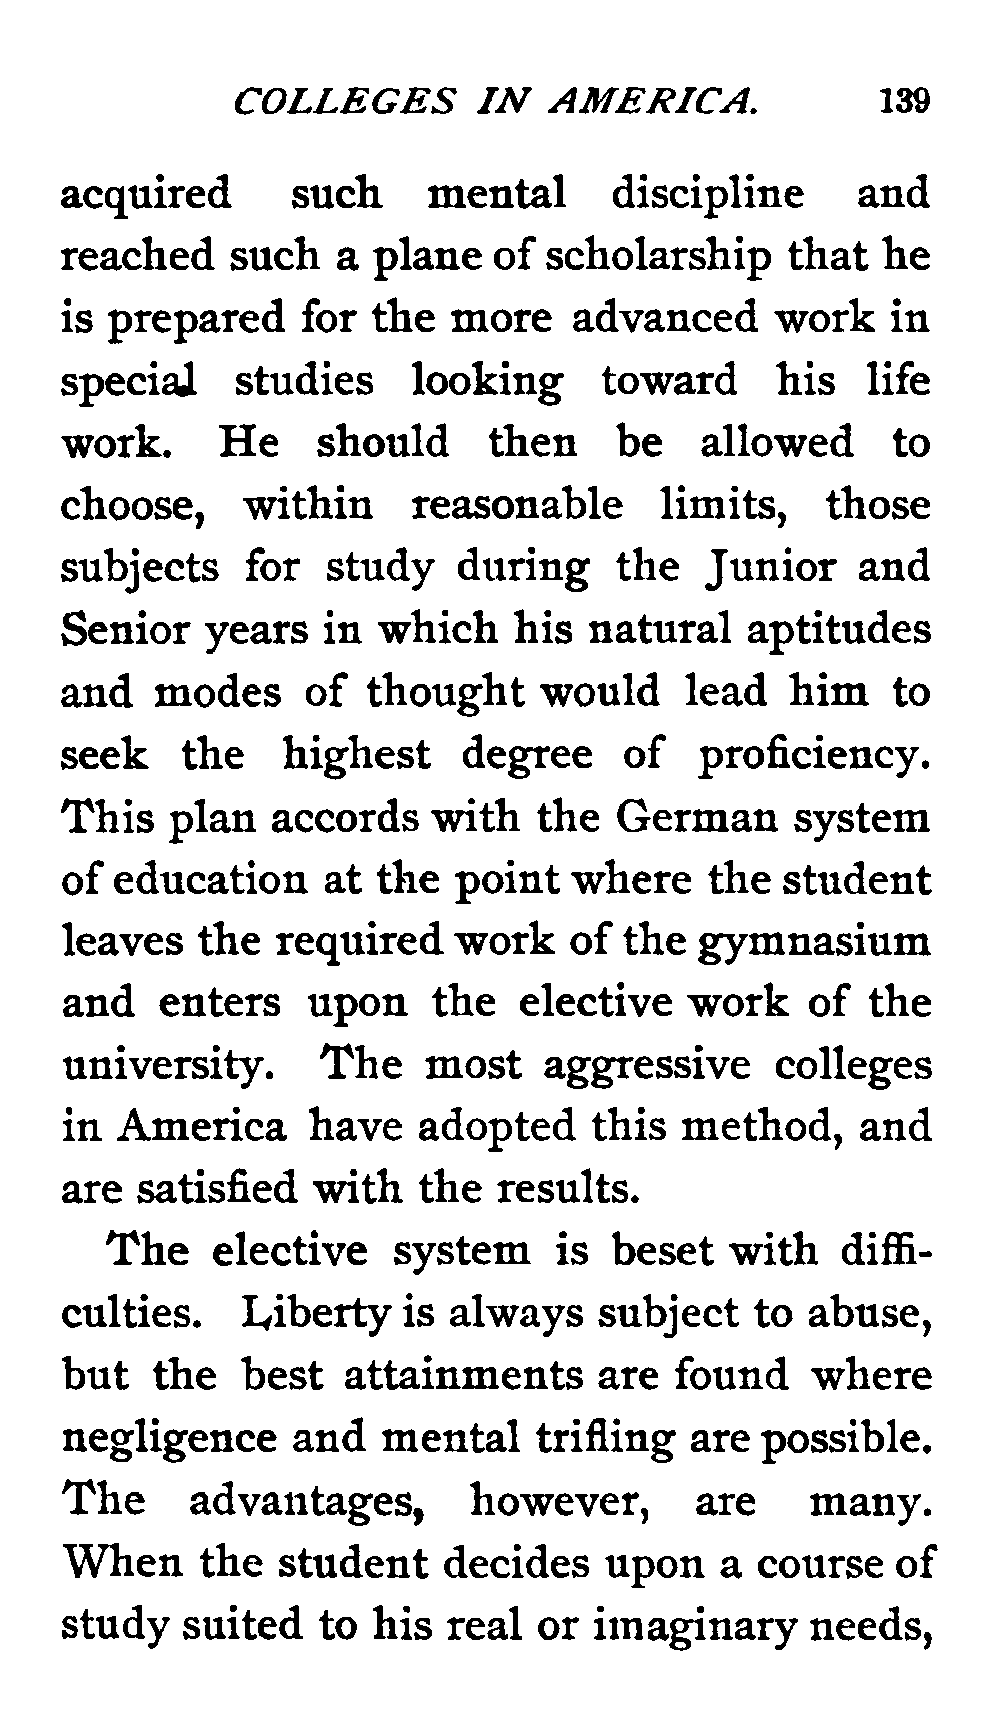 COLLEGES IN AMERICA. 139
acquired such mental discipline and
reached such a plane of scholarship that he
is prepared for the more advanced work in
special studies looking toward his life
work. He should then be allowed to
choose, within reasonable limits, those
subjects for study during the Junior and
Senior years in which his natural aptitudes
and modes of thought would lead him to
seek the highest degree of proficiency.
This plan accords with the German system
of education at the point where the student
leaves the required work of the gymnasium
and enters upon the elective work of the
university. The most aggressive colleges
in America have adopted this method, and
are satisfied with the results.
The elective system is beset with diffi-
culties. Liberty is always subject to abuse,
but the best attainments are found where
negligence and mental trifling are possible.
The advantages, however, are many.
When the student decides upon a course of
study suited to his real or imaginary needs,